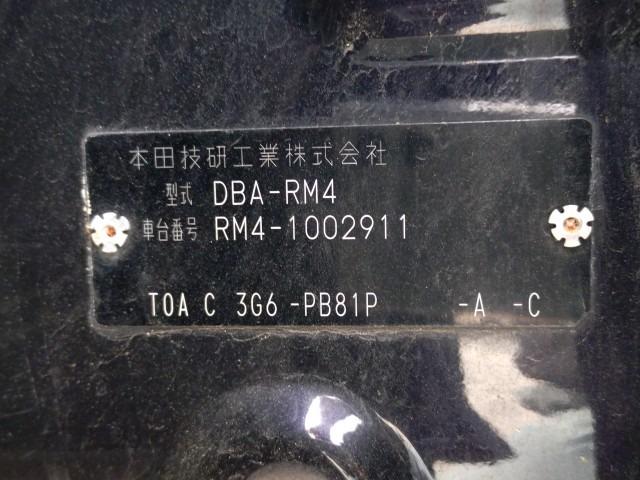 本田技研工業株式会社
型式 DBA-RM4
車台番号 RM4-1002911
TOA C 3G6 -PB81P -A -C